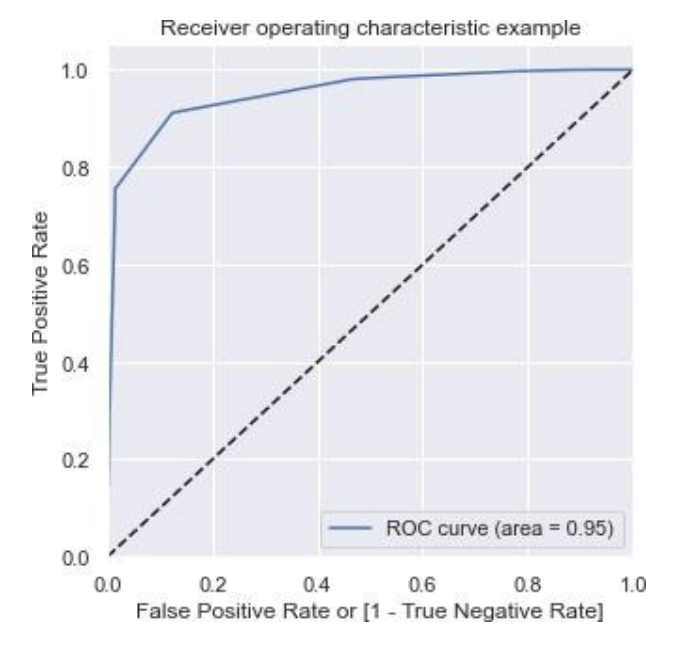 Receiver operating characteristic example
1.0
0.8
0.6
0.4
0.2
0.0
True Positive Rate
ROC curve (area = 0.95)
0.0 0.2 0.4 0.6 0.8 1.0
False Positive Rate or [1 - True Negative Rate]